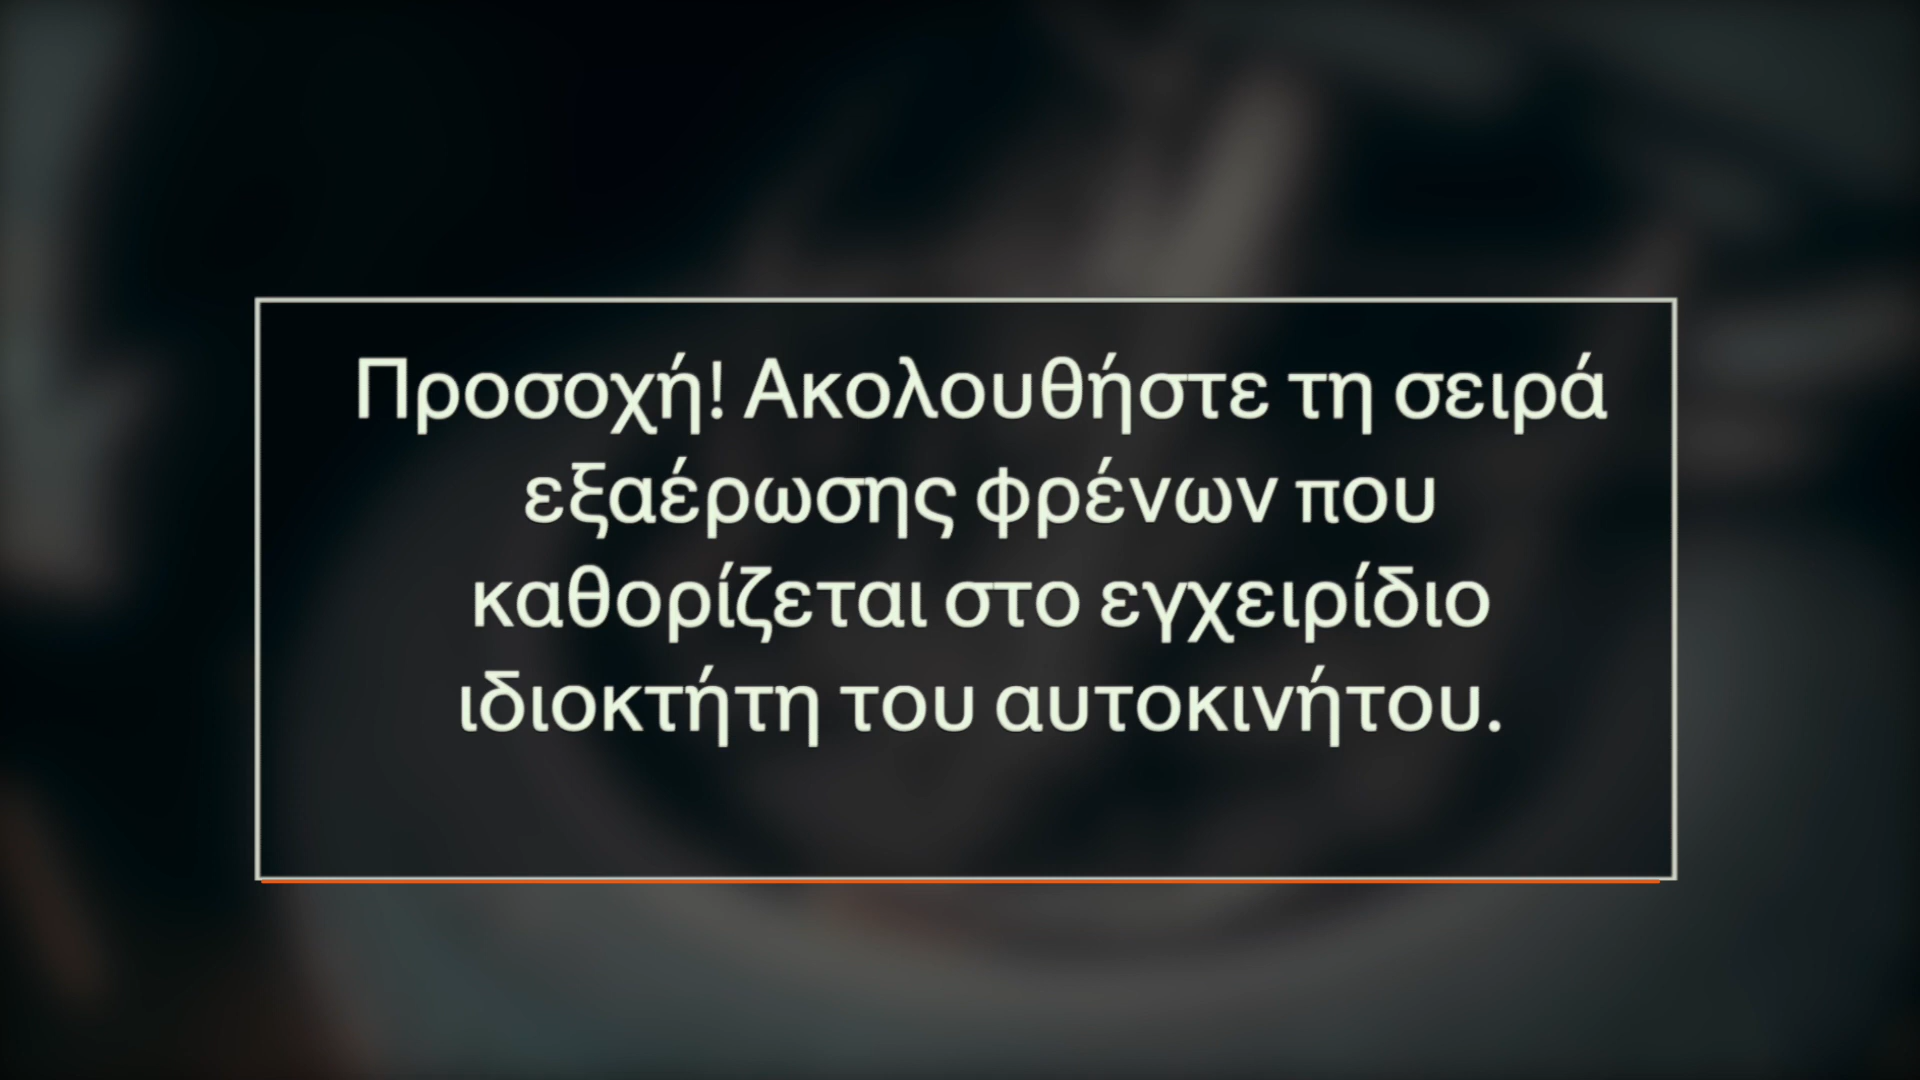 Προσοχή! Ακολουθήστε τη σειρά
εξαέρωσης φρένων που
καθορίζεται στο εγχειρίδιο
ιδιοκτήτη του αυτοκινήτου.